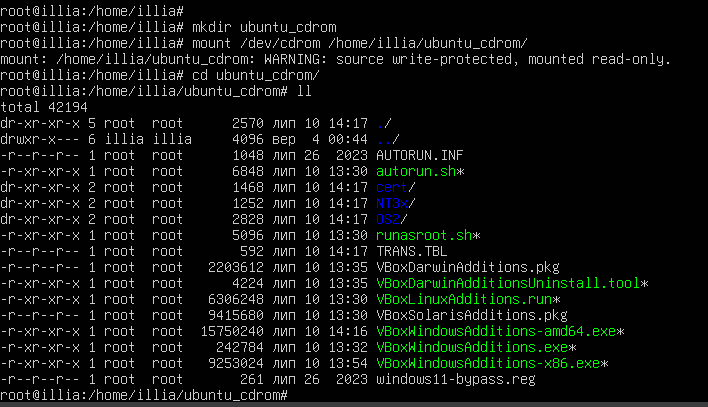 root@illia:/home/illia#
root@illia:/home/illia# mkdir ubuntu_cdrom
root@illia:/home/illia# mount /dev/cdrom /home/illia/ubuntu_cdrom/
mount: /home/illia/ubuntu_cdrom: WARNING: source write-protected, mounted read-only.
root@illia:/home/illia# cd ubuntu_cdrom/
root@illia:/home/illia/ubuntu_cdrom# ll
total 42194
dr-xr-xr-x 5 root  root      2570 лип 10 14:17 ./
drwxr-x--- 6 illia illia     4096 вер  4 00:44 ../
-r--r--r-- 1 root  root      1048 лип 26  2023 AUTORUN.INF
-r-xr-xr-x 1 root  root      6848 лип 10 13:30 autorun.sh*
dr-xr-xr-x 2 root  root      1468 лип 10 14:17 cert/
dr-xr-xr-x 2 root  root      1252 лип 10 14:17 NT3x/
dr-xr-xr-x 2 root  root      2828 лип 10 14:17 OS2/
-r-xr-xr-x 1 root  root      5096 лип 10 13:30 runasroot.sh*
-r--r--r-- 1 root  root       592 лип 10 14:17 TRANS.TBL
-r--r--r-- 1 root  root   2203612 лип 10 13:35 VBoxDarwinAdditions.pkg
-r-xr-xr-x 1 root  root      4224 лип 10 13:35 VBoxDarwinAdditionsUninstall.tool*
-r-xr-xr-x 1 root  root   6306248 лип 10 13:30 VBoxLinuxAdditions.run*
-r--r--r-- 1 root  root   9415680 лип 10 13:30 VBoxSolarisAdditions.pkg
-r-xr-xr-x 1 root  root  15750240 лип 10 14:16 VBoxWindowsAdditions-amd64.exe*
-r-xr-xr-x 1 root  root    242784 лип 10 13:32 VBoxWindowsAdditions.exe*
-r-xr-xr-x 1 root  root   9253024 лип 10 13:54 VBoxWindowsAdditions-x86.exe*
-r--r--r-- 1 root  root       261 лип 26  2023 windows11-bypass.reg
root@illia:/home/illia/ubuntu_cdrom#